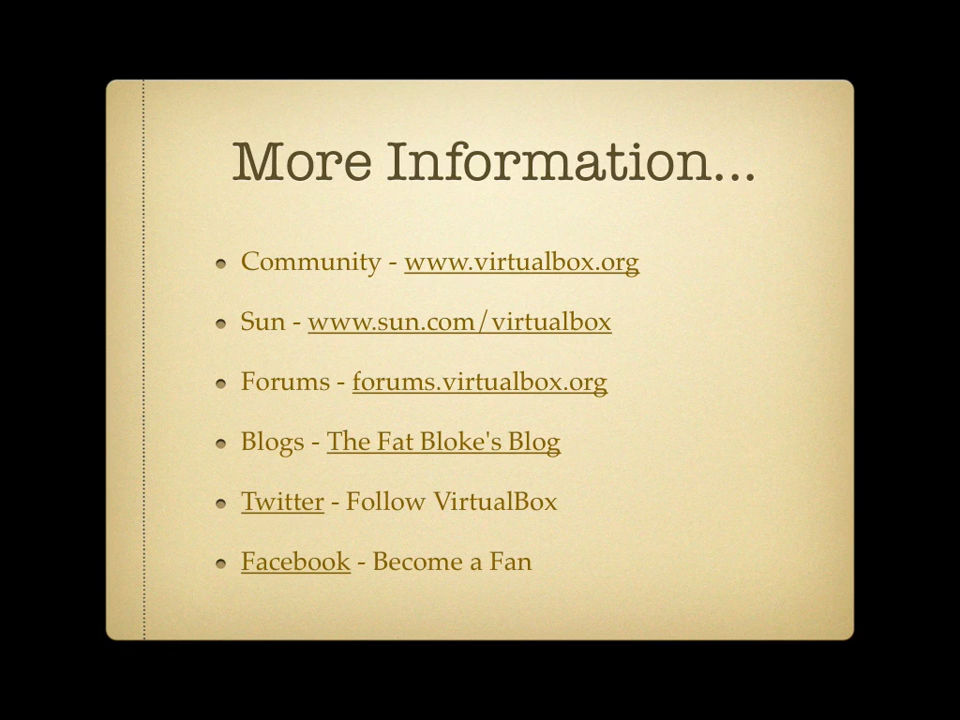 More Information...
Community - www.virtualbox.org
Sun - www.sun.com/virtualbox
Forums - forums.virtualbox.org
Blogs - The Fat Bloke's Blog
Twitter - Follow VirtualBox
Facebook - Become a Fan